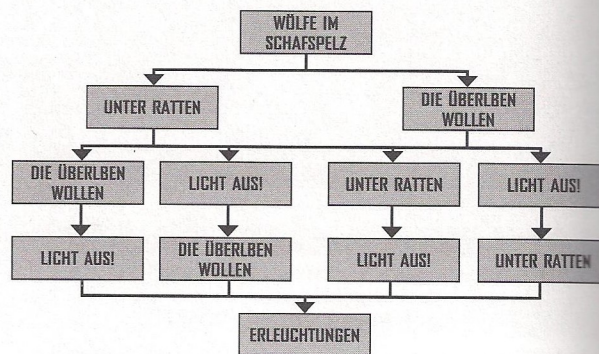 WÖLFE IM
SCHAFSPELZ
UNTER RATTEN
DIE ÜBERLBEN
WOLLEN
DIE ÜBERLBEN
WOLLEN
LICHT AUS!
UNTER RATTEN
LICHT AUS!
LICHT AUS!
DIE ÜBERLBEN
WOLLEN
LICHT AUS!
UNTER RATTEN
ERLEUCHTUNGEN